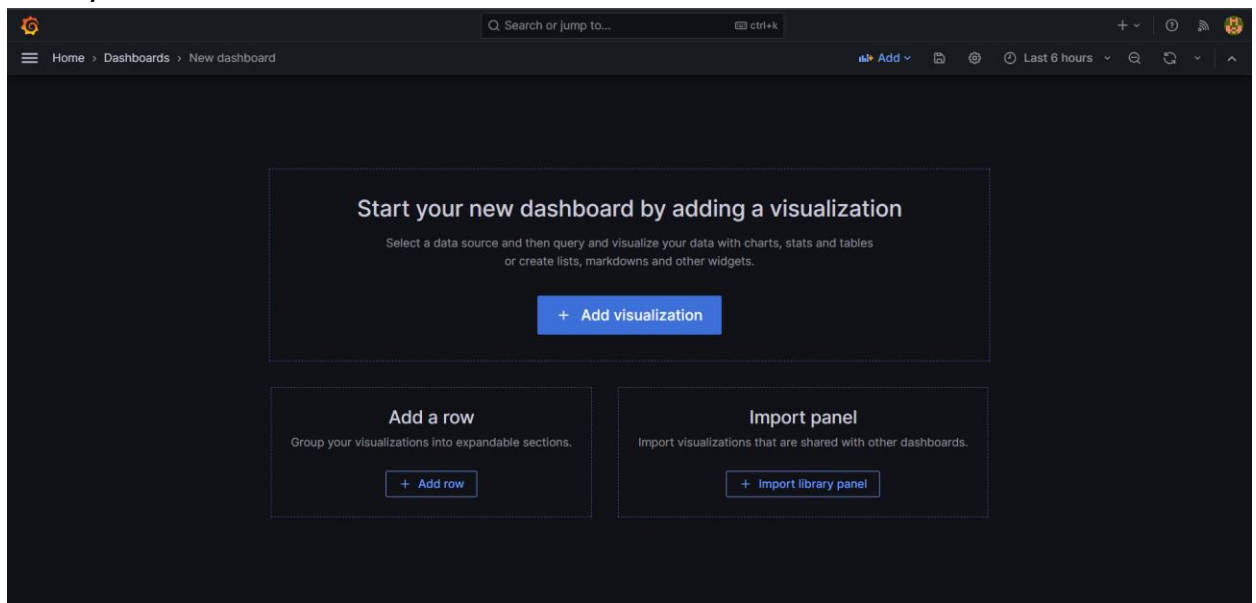 Search or jump to...
ctrl+k
Home › Dashboards › New dashboard
Add
Last 6 hours
Start your new dashboard by adding a visualization
Select a data source and then query and visualize your data with charts, stats and tables
or create lists, markdowns and other widgets.
+ Add visualization
Add a row
Group your visualizations into expandable sections.
+ Add row
Import panel
Import visualizations that are shared with other dashboards.
+ Import library panel